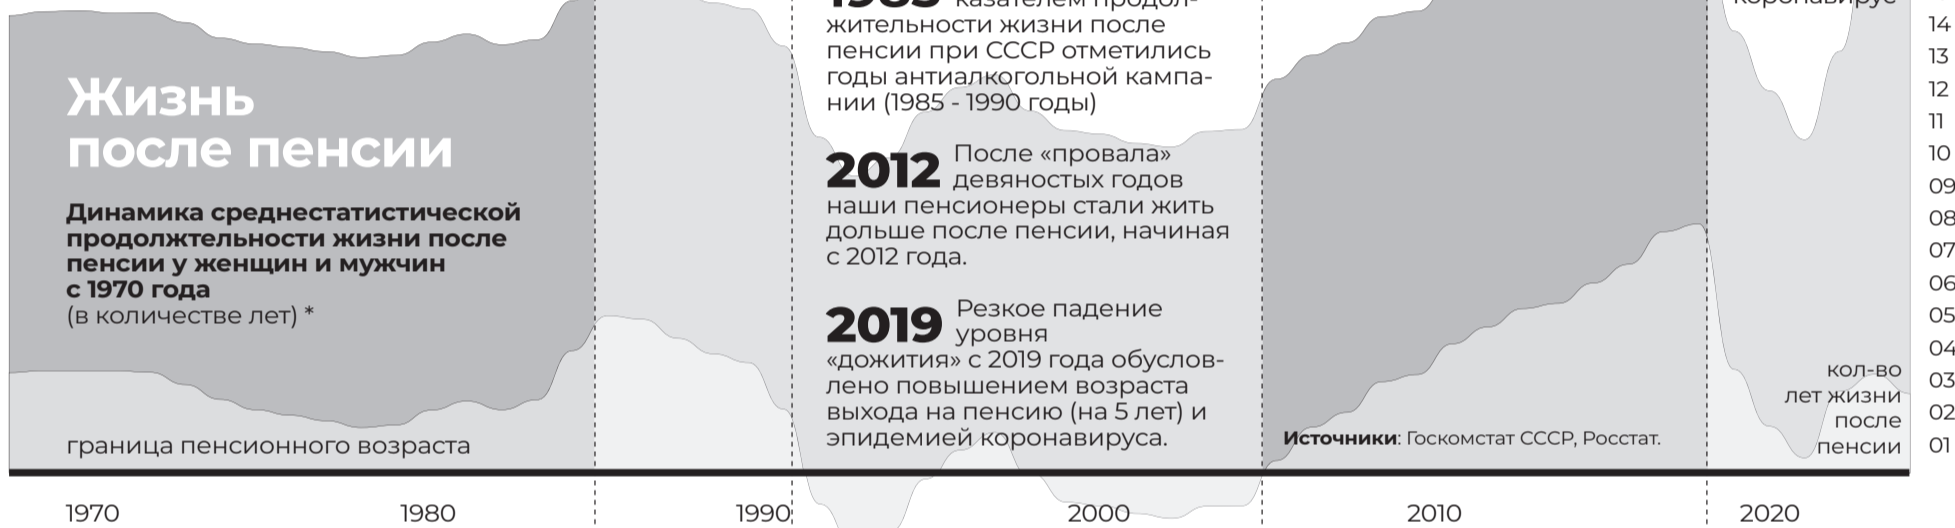 Жизнь
после пенсии
Динамика среднестатистической
продолжтельности жизни после
пенсии у женщин и мужчин
с 1970 года
(в количестве лет) *
граница пенсионного возраста
1985 казателем продол-
жительности жизни после
пенсии при СССР отметились
годы антиалкогольной кампа-
нии (1985 - 1990 годы)
2012 После «провала»
девяностых годов
наши пенсионеры стали жить
дольше после пенсии, начиная
с 2012 года.
2019 Резкое падение
уровня
«дожития» с 2019 года обуслов-
лено повышением возраста
выхода на пенсию (на 5 лет) и
эпидемией коронавируса.
Источники: Госкомстат СССР, Росстат.
коронавирус
кол-во
лет жизни
после
пенсии
14
13
12
11
10
09
08
07
06
05
04
03
02
01
1970
1980
1990
2000
2010
2020